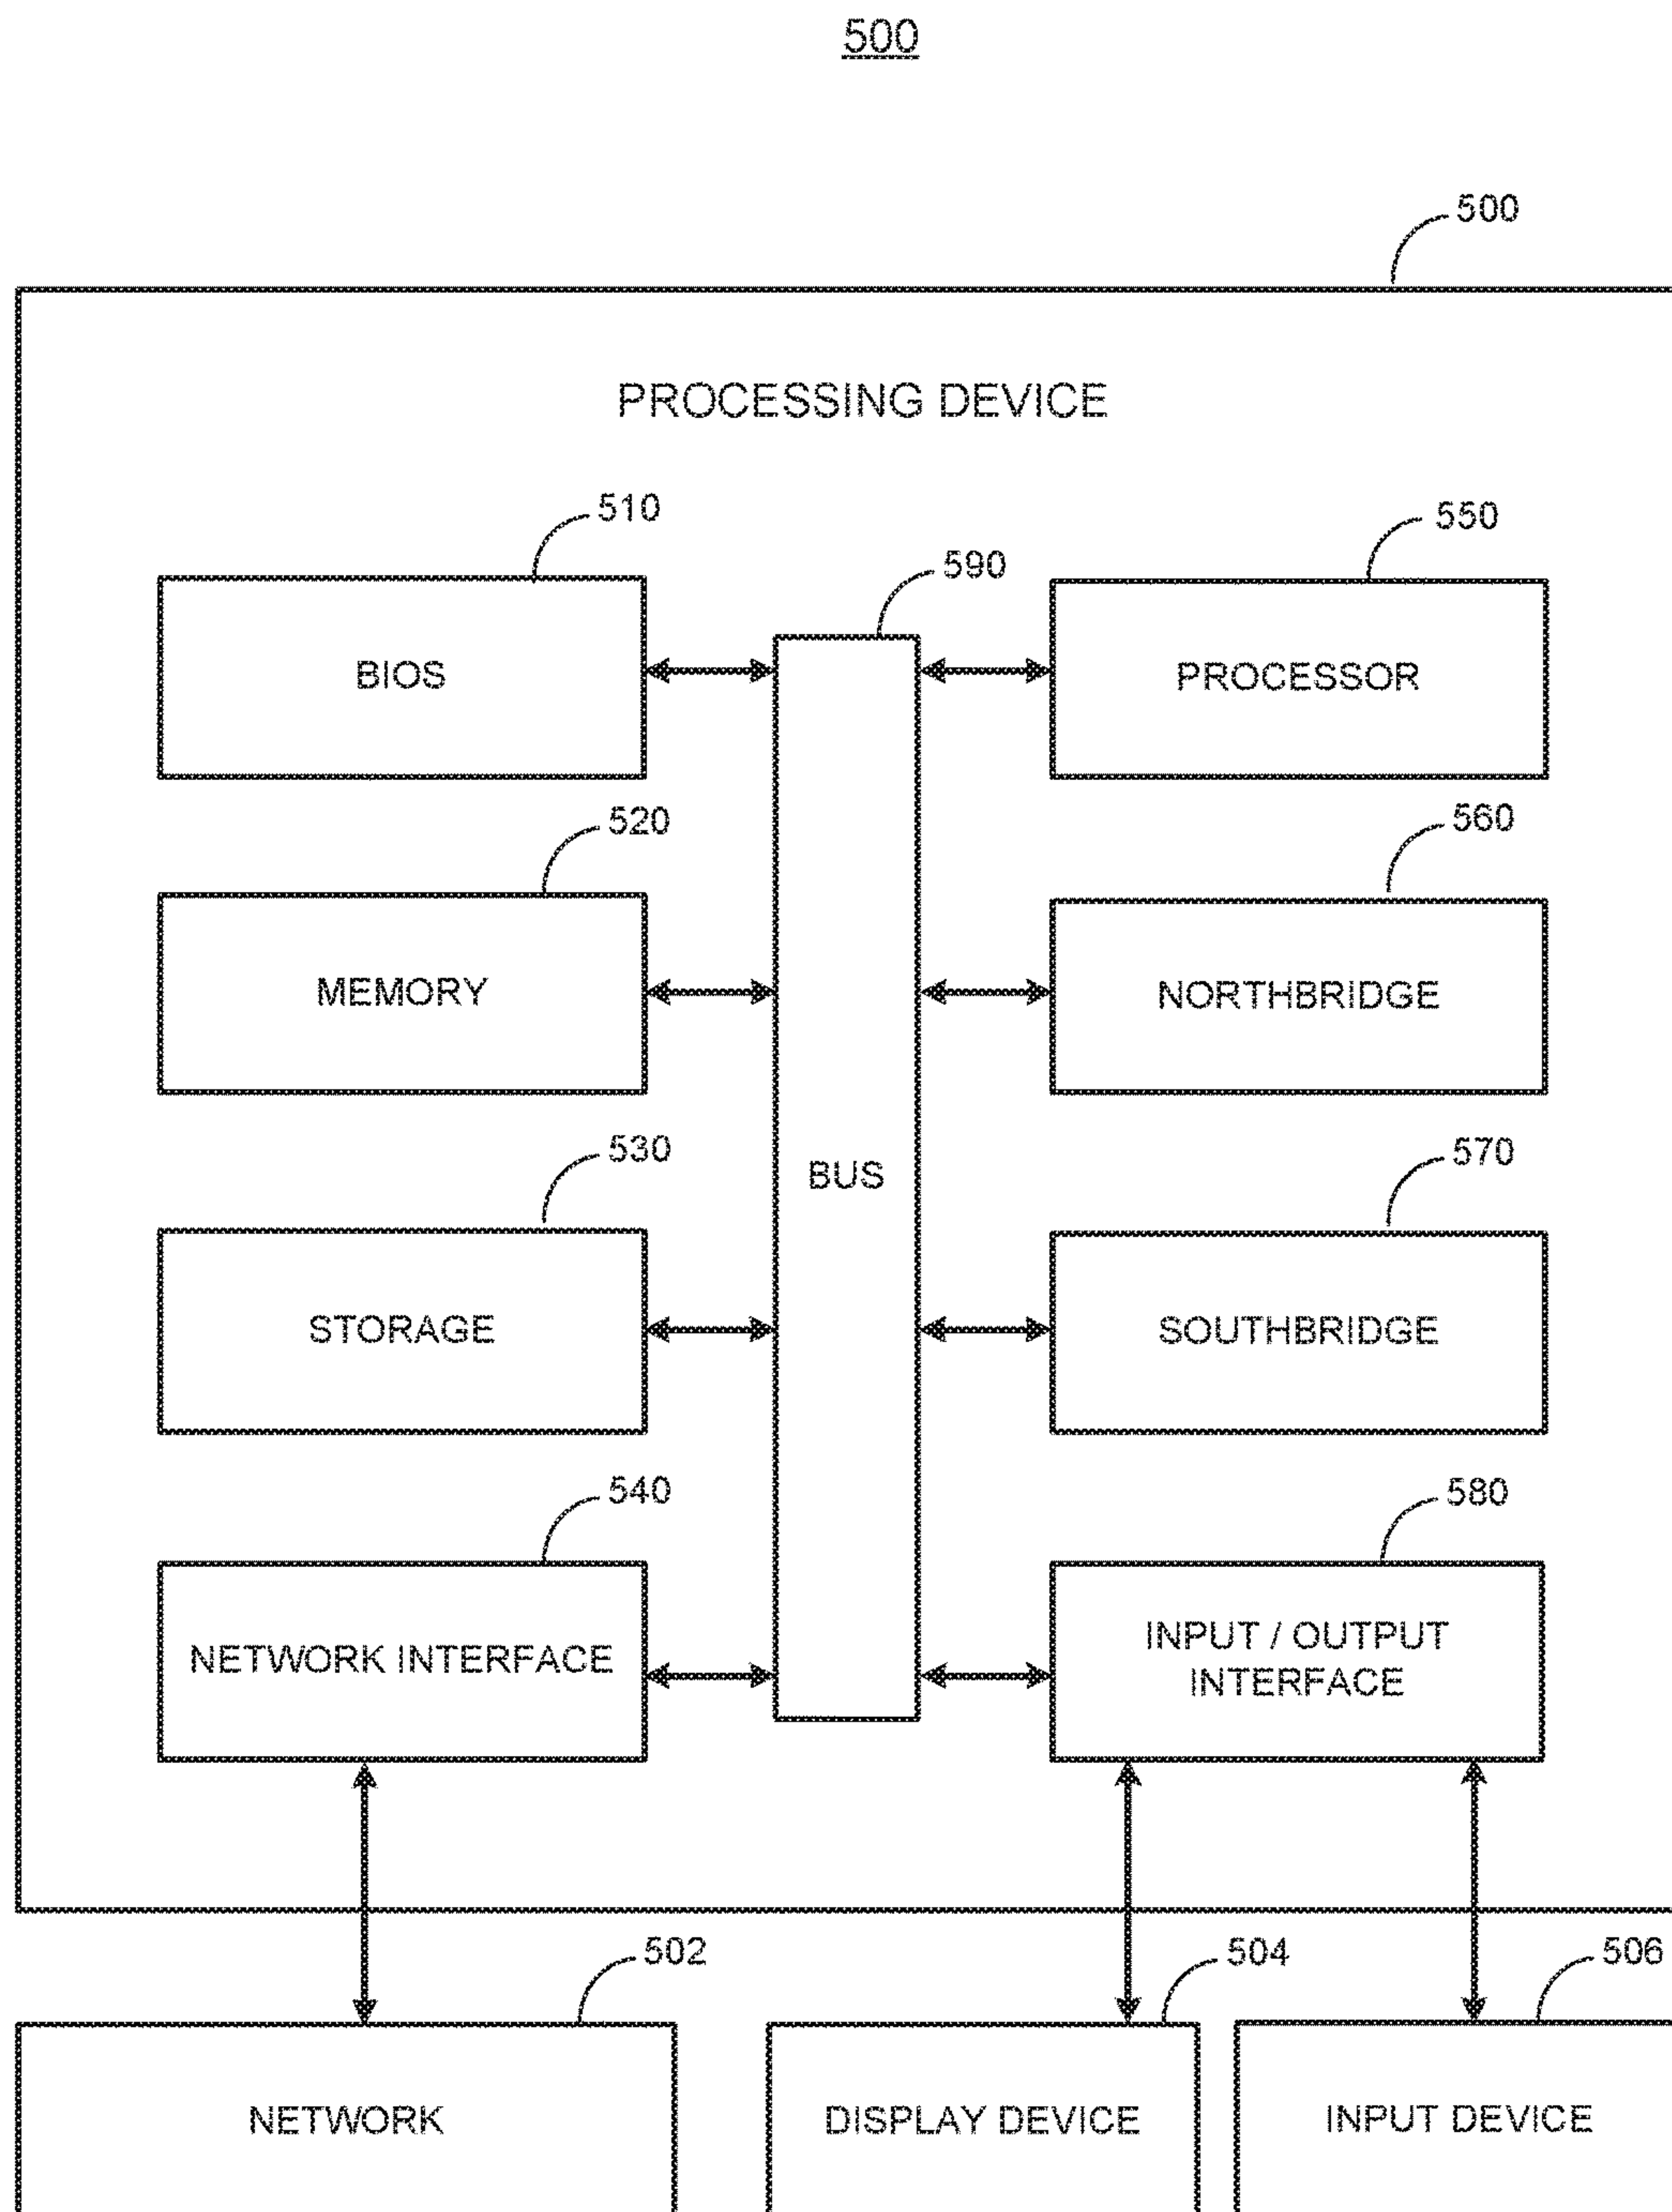 500
500
PROCESSING DEVICE
510
550
590
BIOS
PROCESSOR
520
560
MEMORY
NORTHBRIDGE
530
570
BUS
STORAGE
SOUTHBRIDGE
540
580
NETWORK INTERFACE
INPUT / OUTPUT
INTERFACE
502
504
506
NETWORK
DISPLAY DEVICE
INPUT DEVICE